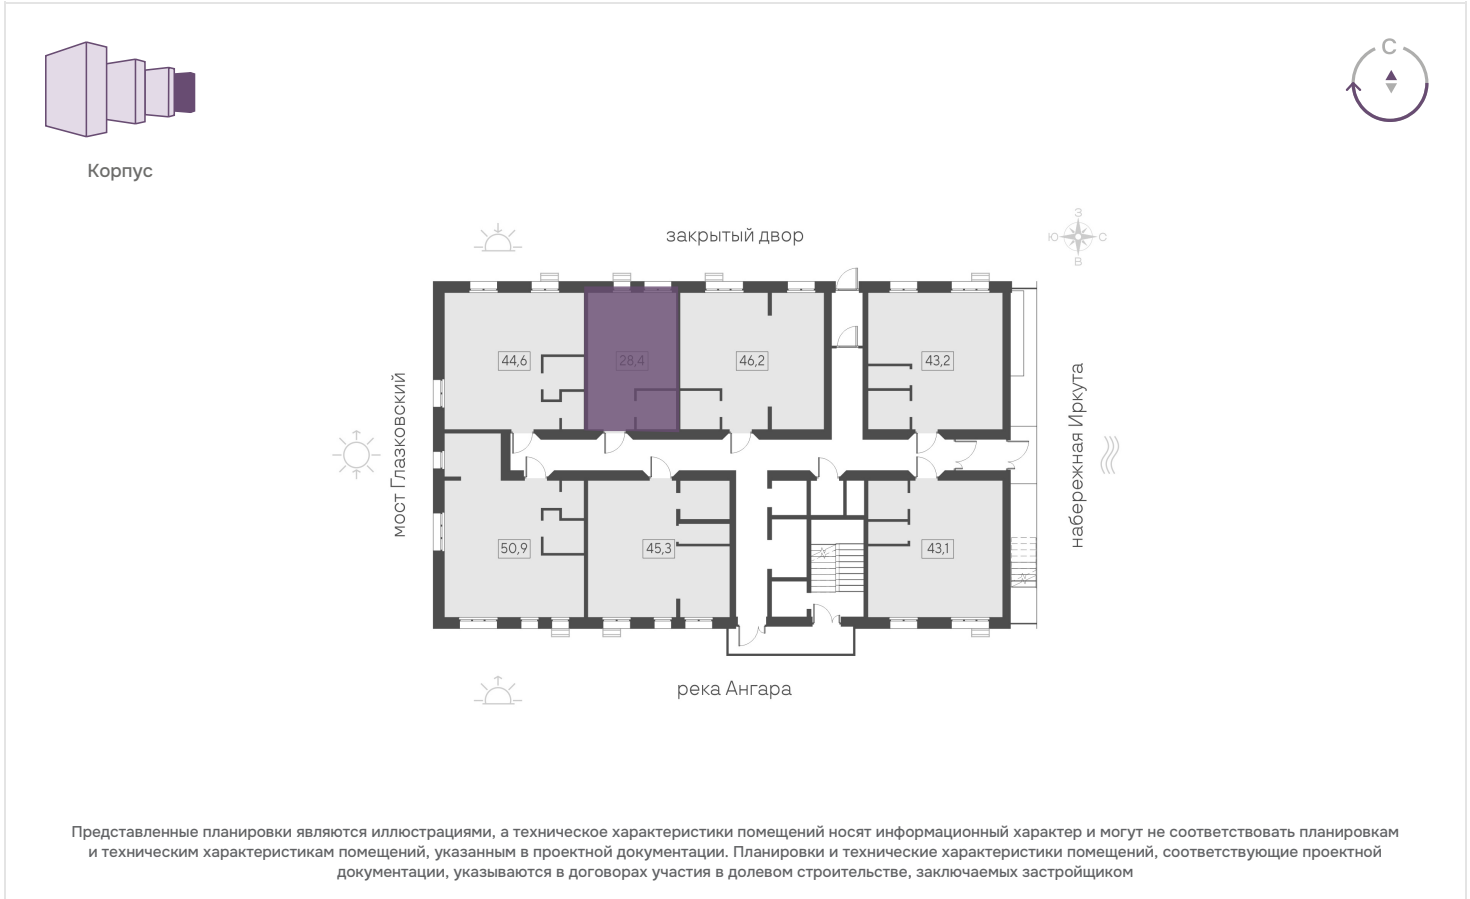 С
Корпус
закрытый двор
З
Ю
С
В
44,6
28,4
46,2
43,2
мост Глазковский
набережная Иркута
50,9
45,3
43,1
река Ангара
Представленные планировки являются иллюстрациями, а техническое характеристики помещений носят информационный характер и могут не соответствовать планировкам
и техническим характеристикам помещений, указанным в проектной документации. Планировки и технические характеристики помещений, соответствующие проектной
документации, указываются в договорах участия в долевом строительстве, заключаемых застройщиком